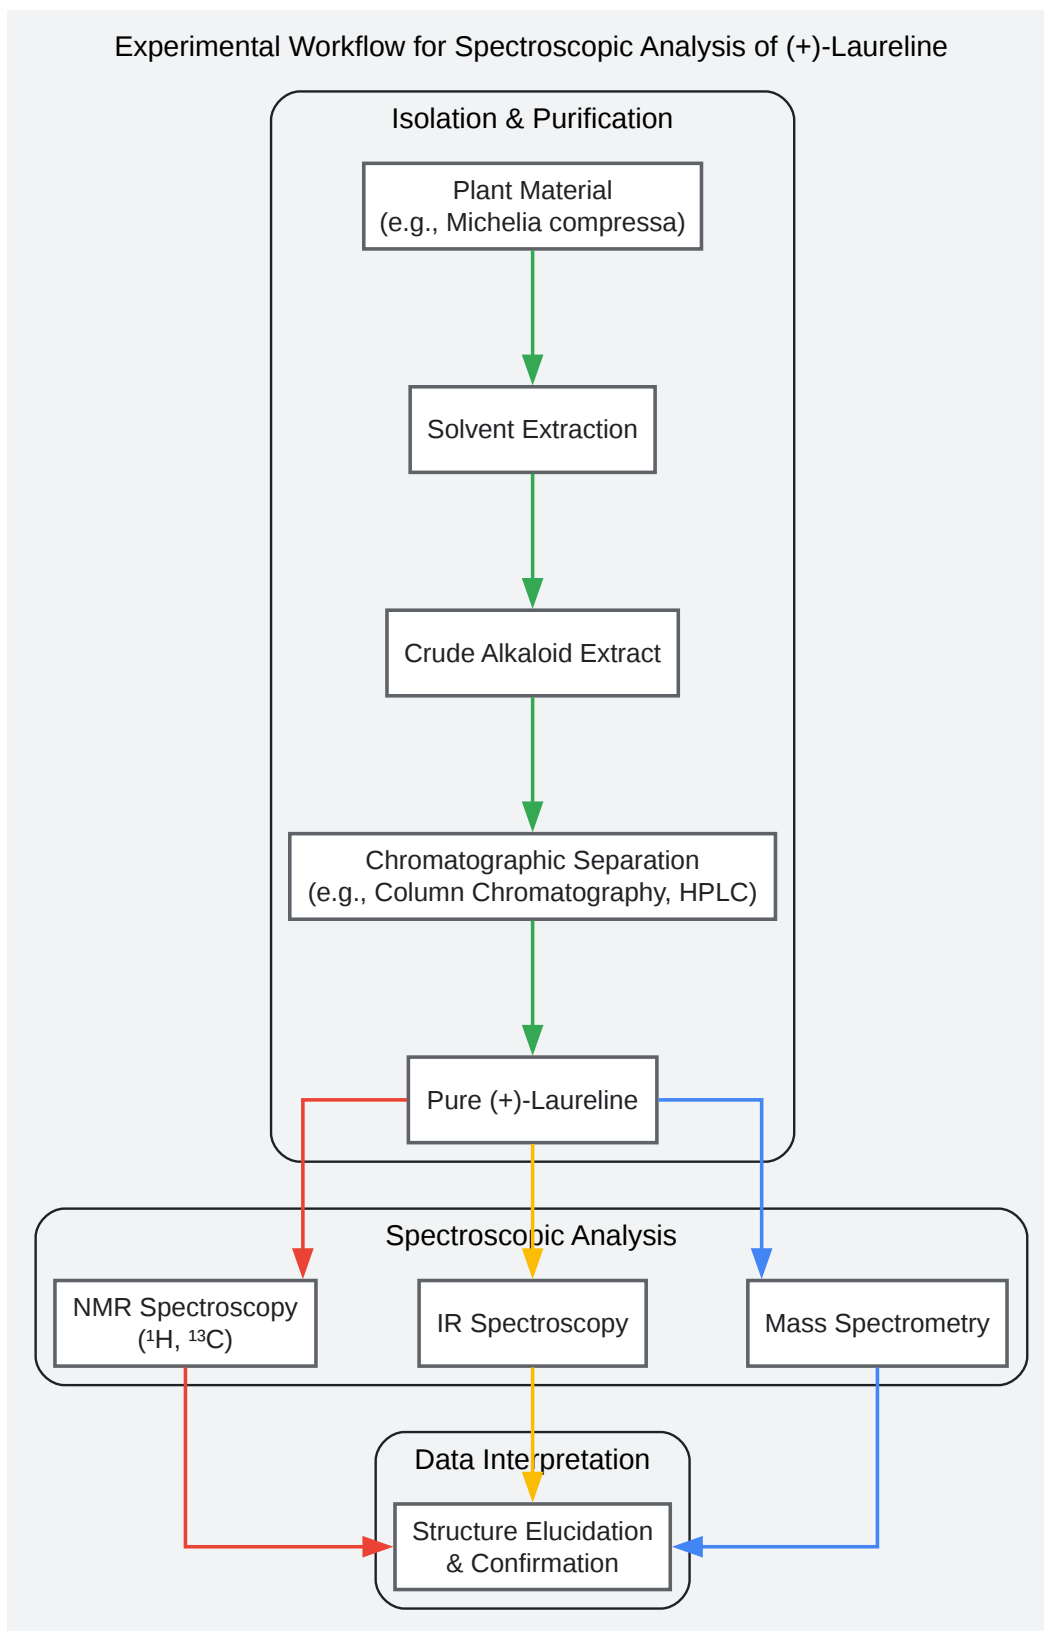 Experimental Workflow for Spectroscopic Analysis of (+)-Laureline
Isolation & Purification
Plant Material
(e.g., Michelia compressa)
Solvent Extraction
Crude Alkaloid Extract
Chromatographic Separation
(e.g., Column Chromatography, HPLC)
Pure (+)-Laureline
Spectroscopic Analysis
NMR Spectroscopy
(¹H, ¹³C)
IR Spectroscopy
Mass Spectrometry
Data Interpretation
Structure Elucidation
& Confirmation